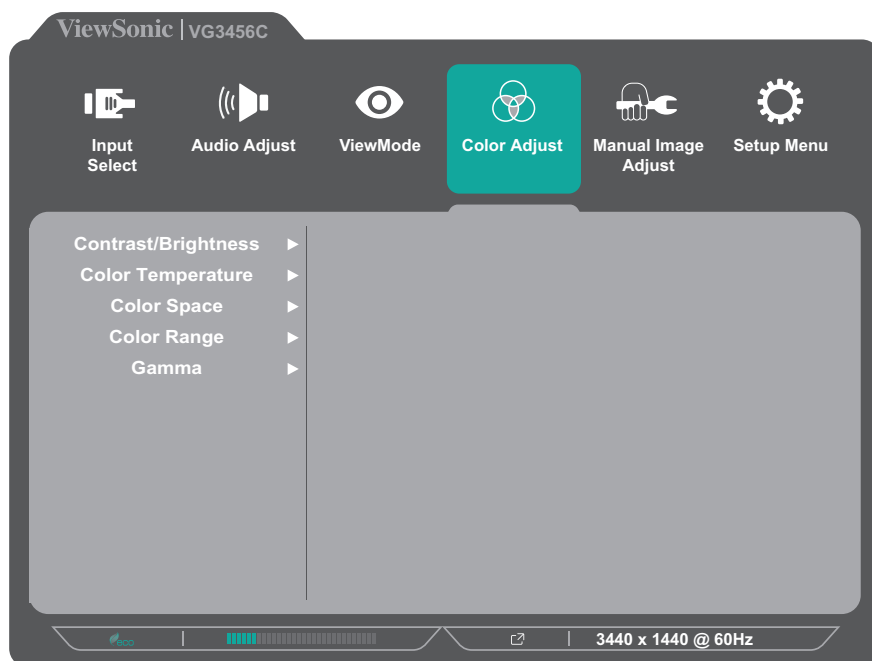 ViewSonic | VG3456C
Input Select
Audio Adjust
ViewMode
Color Adjust
Manual Image Adjust
Setup Menu
Contrast/Brightness
Color Temperature
Color Space
Color Range
Gamma
eco
3440 x 1440 @ 60Hz